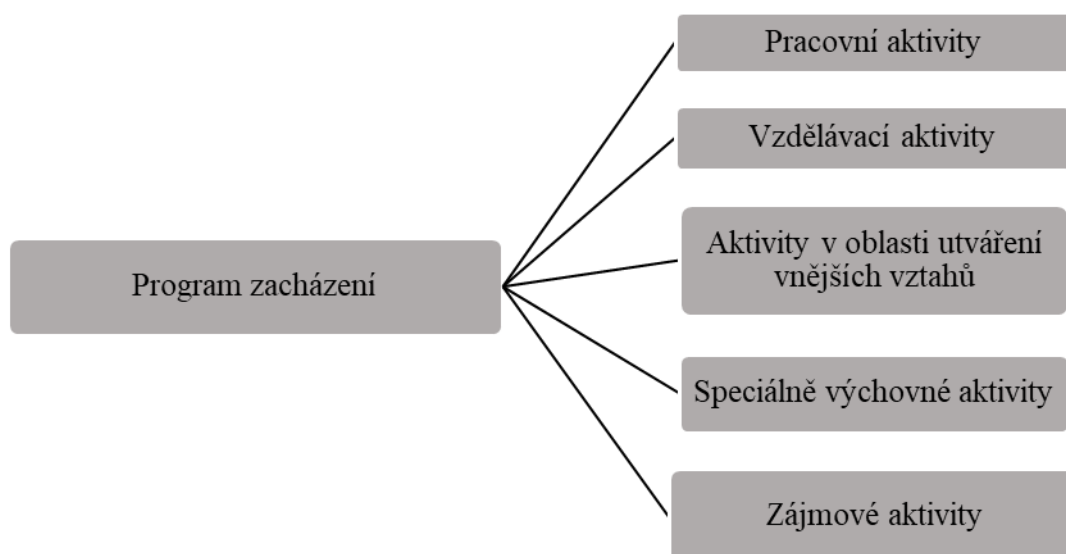 Program zacházení
Pracovní aktivity
Vzdělávací aktivity
Aktivity v oblasti utváření
vnějších vztahů
Speciálně výchovné aktivity
Zájmové aktivity